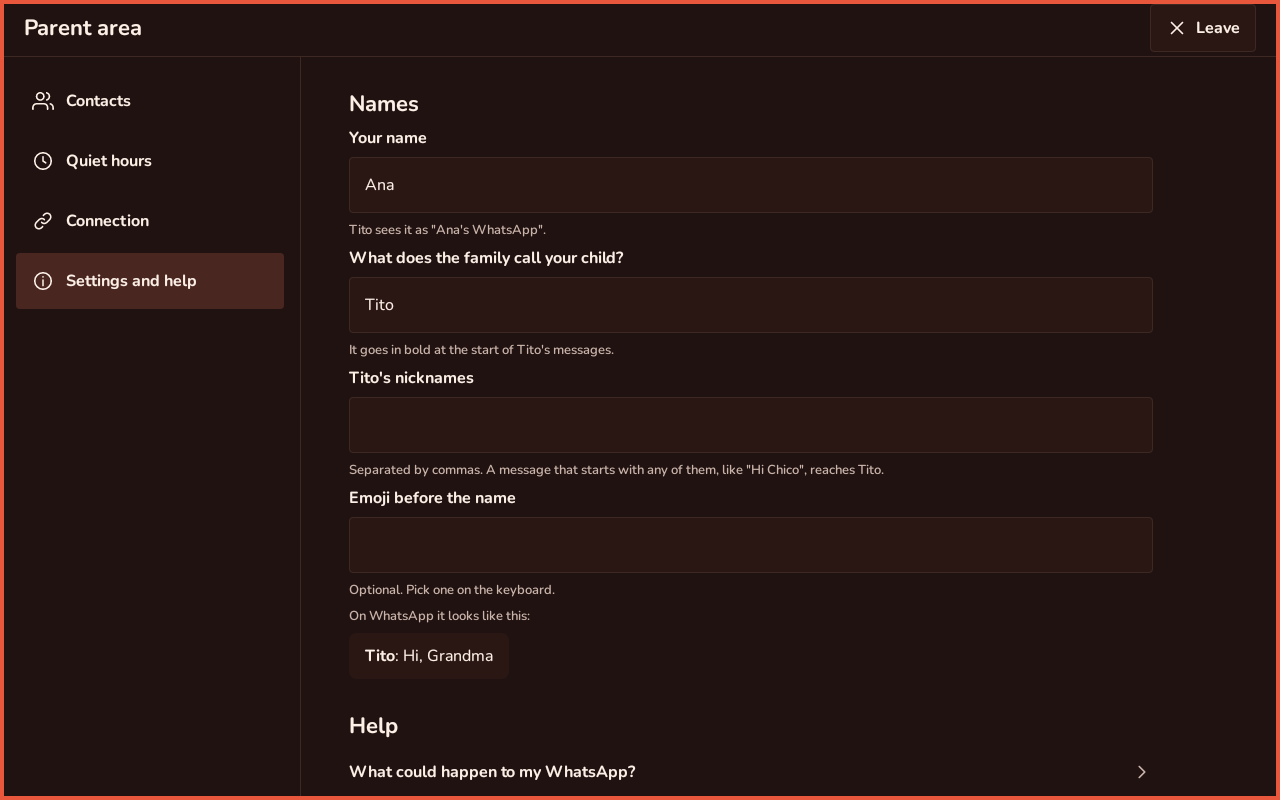 Parent area
Leave
Contacts
Quiet hours
Connection
Settings and help
Names
Your name
Ana
Tito sees it as "Ana's WhatsApp".
What does the family call your child?
Tito
It goes in bold at the start of Tito's messages.
Tito's nicknames
Separated by commas. A message that starts with any of them, like "Hi Chico", reaches Tito.
Emoji before the name
Optional. Pick one on the keyboard.
On WhatsApp it looks like this:
Tito: Hi, Grandma
Help
What could happen to my WhatsApp?